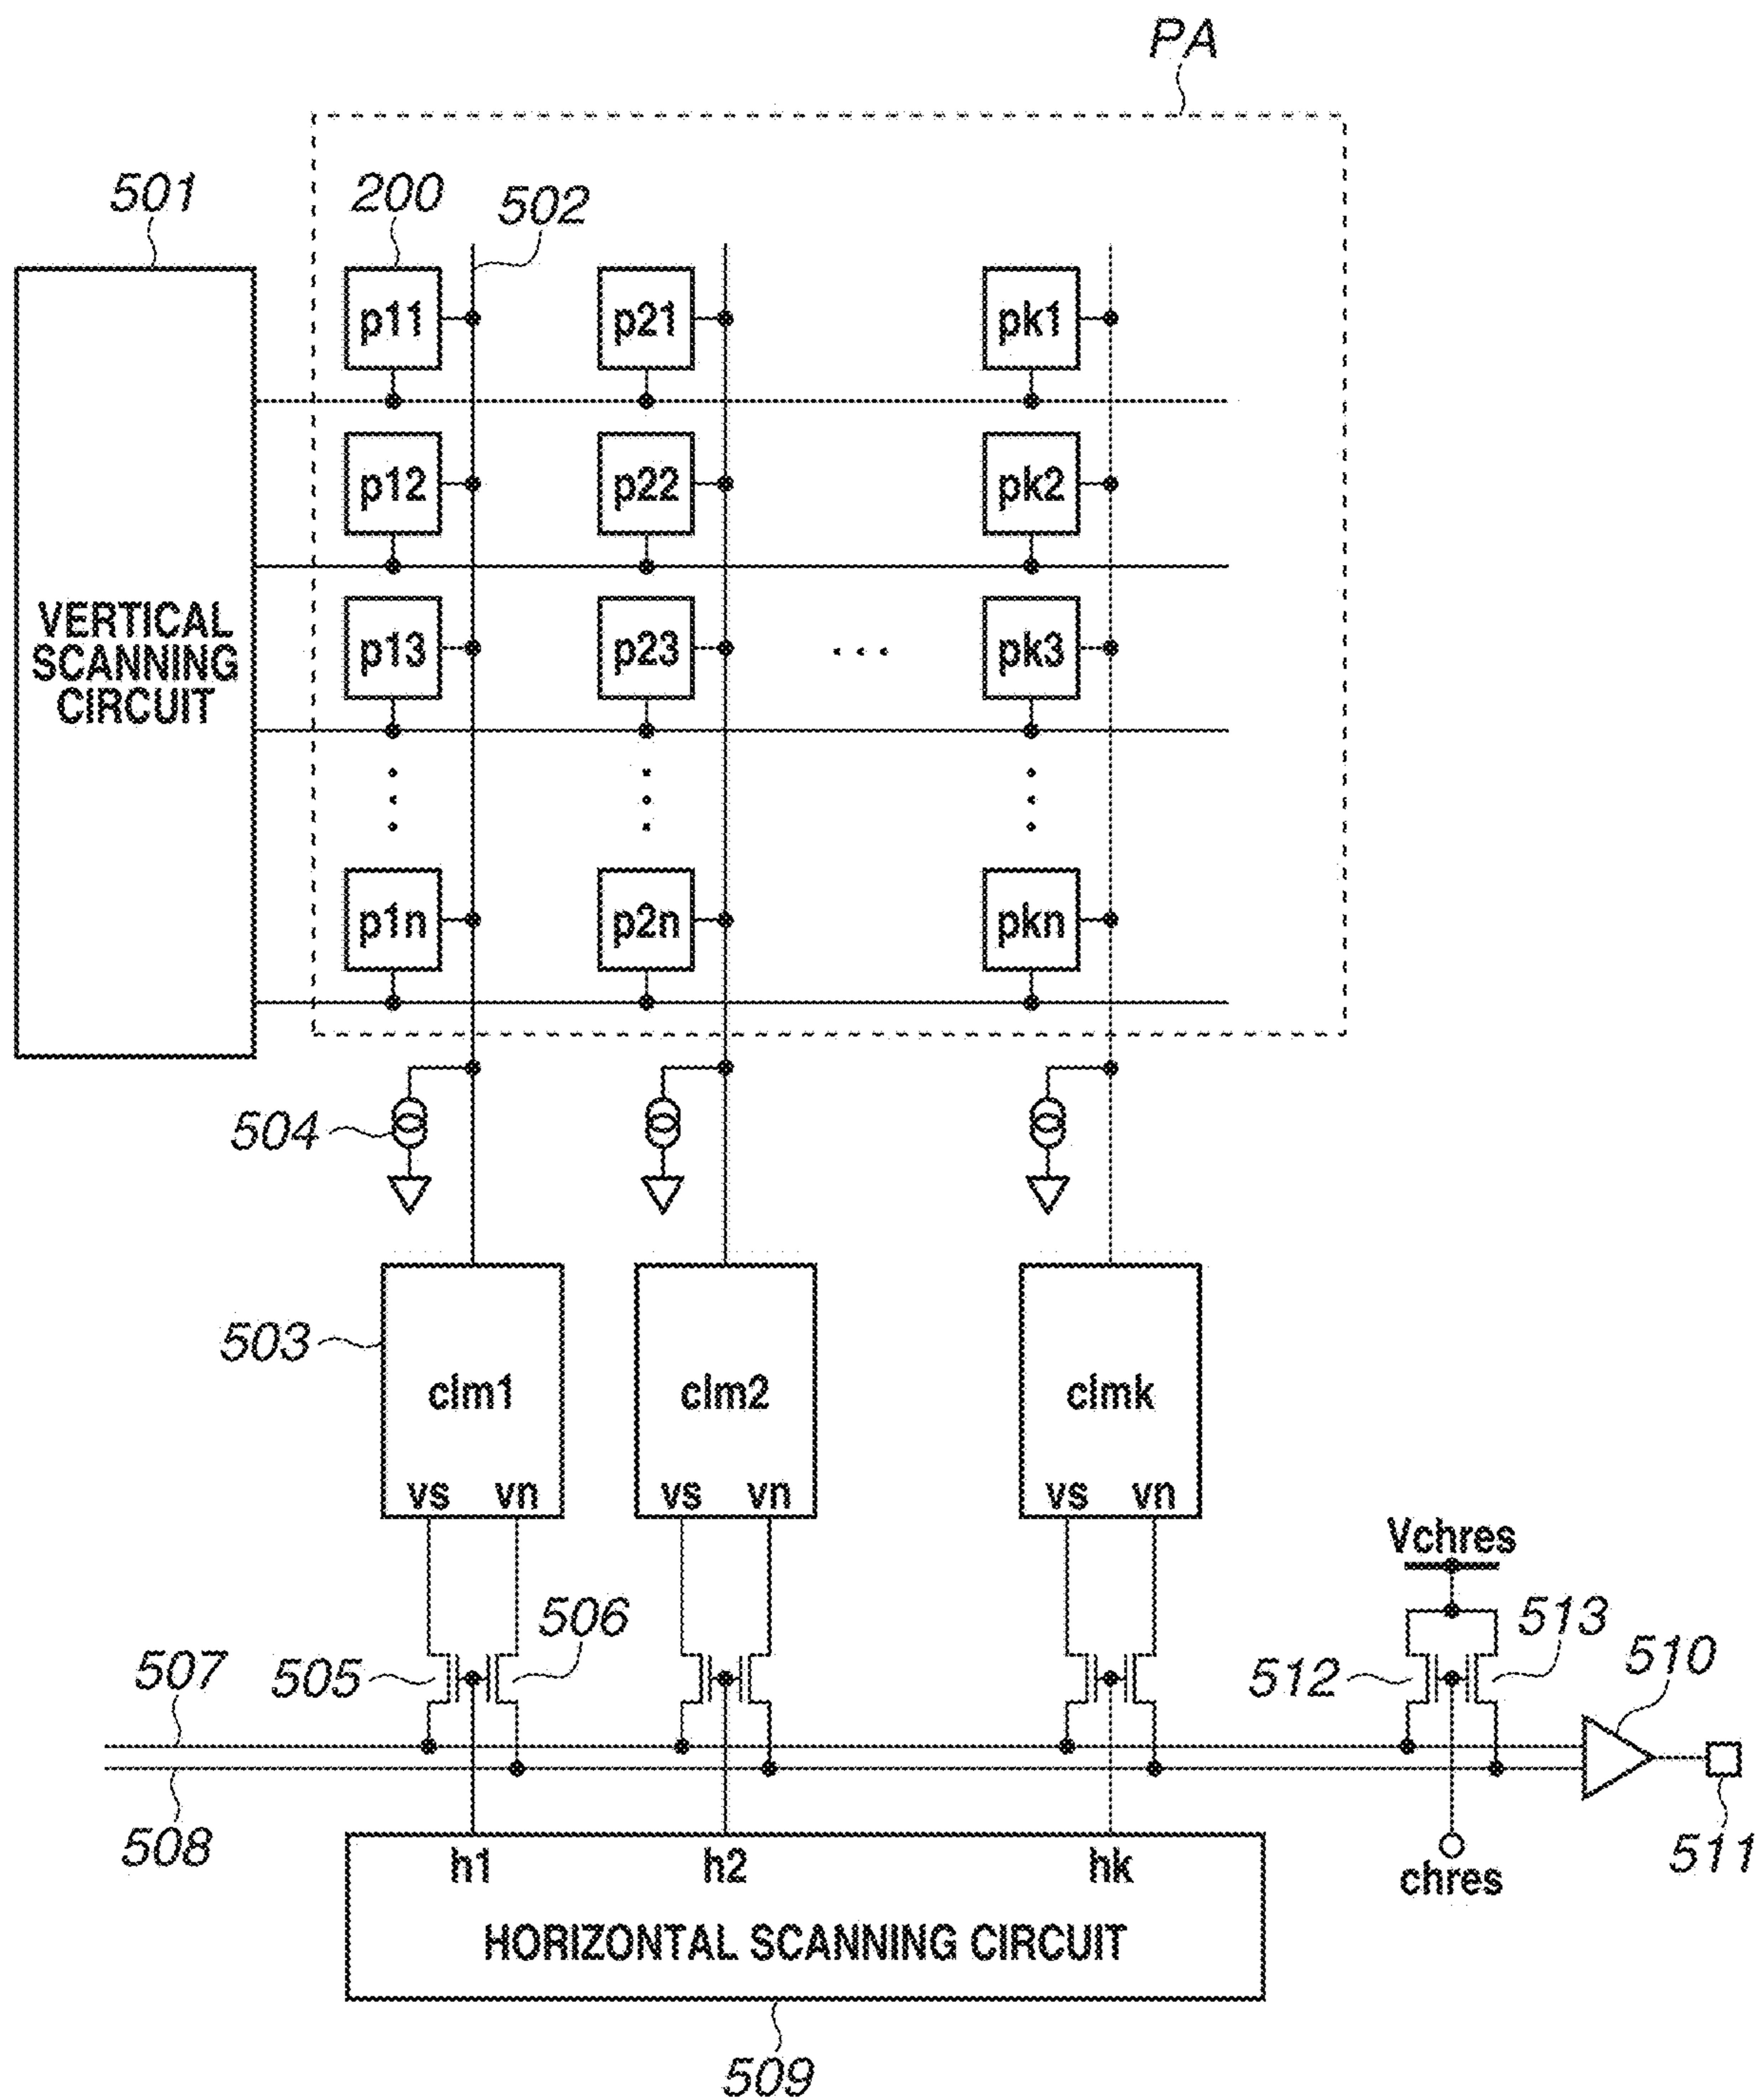 PA
501
200
502
p11
p21
pk1
p12
p22
pk2
VERTICAL
SCANNING
CIRCUIT
p13
p23
...
pk3
p1n
p2n
pkn
504
503
clm1
clm2
clmk
vs
vn
vs
vn
vs
vn
Vchres
505
506
507
508
512
513
510
511
h1
h2
hk
chres
HORIZONTAL SCANNING CIRCUIT
509